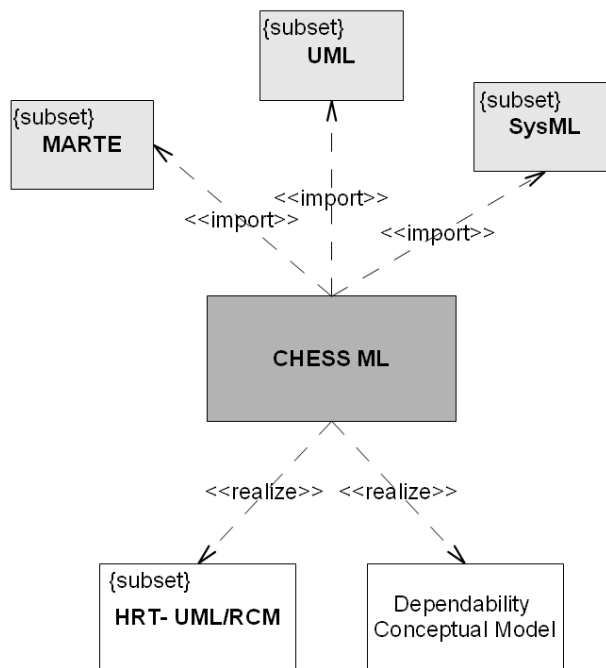 {subset}
UML
{subset}
MARTE
{subset}
SysML
<<import>>
<<import>>
<<import>>
CHESS ML
<<realize>>
<<realize>>
{subset}
HRT- UML/RCM
Dependability
Conceptual Model